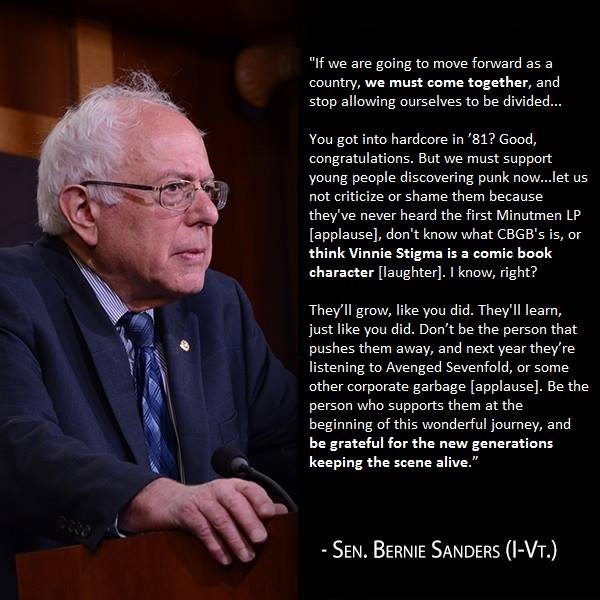 "If we are going to move forward as a
country, we must come together, and
stop allowing ourselves to be divided...
You got into hardcore in ’81? Good,
congratulations. But we must support
young people discovering punk now...let us
not criticize or shame them because
they've never heard the first Minutmen LP
[applause], don't know what CBGB's is, or
think Vinnie Stigma is a comic book
character [laughter]. I know, right?
They’ll grow, like you did. They'll learn,
just like you did. Don’t be the person that
pushes them away, and next year they’re
listening to Avenged Sevenfold, or some
other corporate garbage [applause]. Be the
person who supports them at the
beginning of this wonderful journey, and
be grateful for the new generations
keeping the scene alive.”
- Sen. Bernie Sanders (I-Vt.)